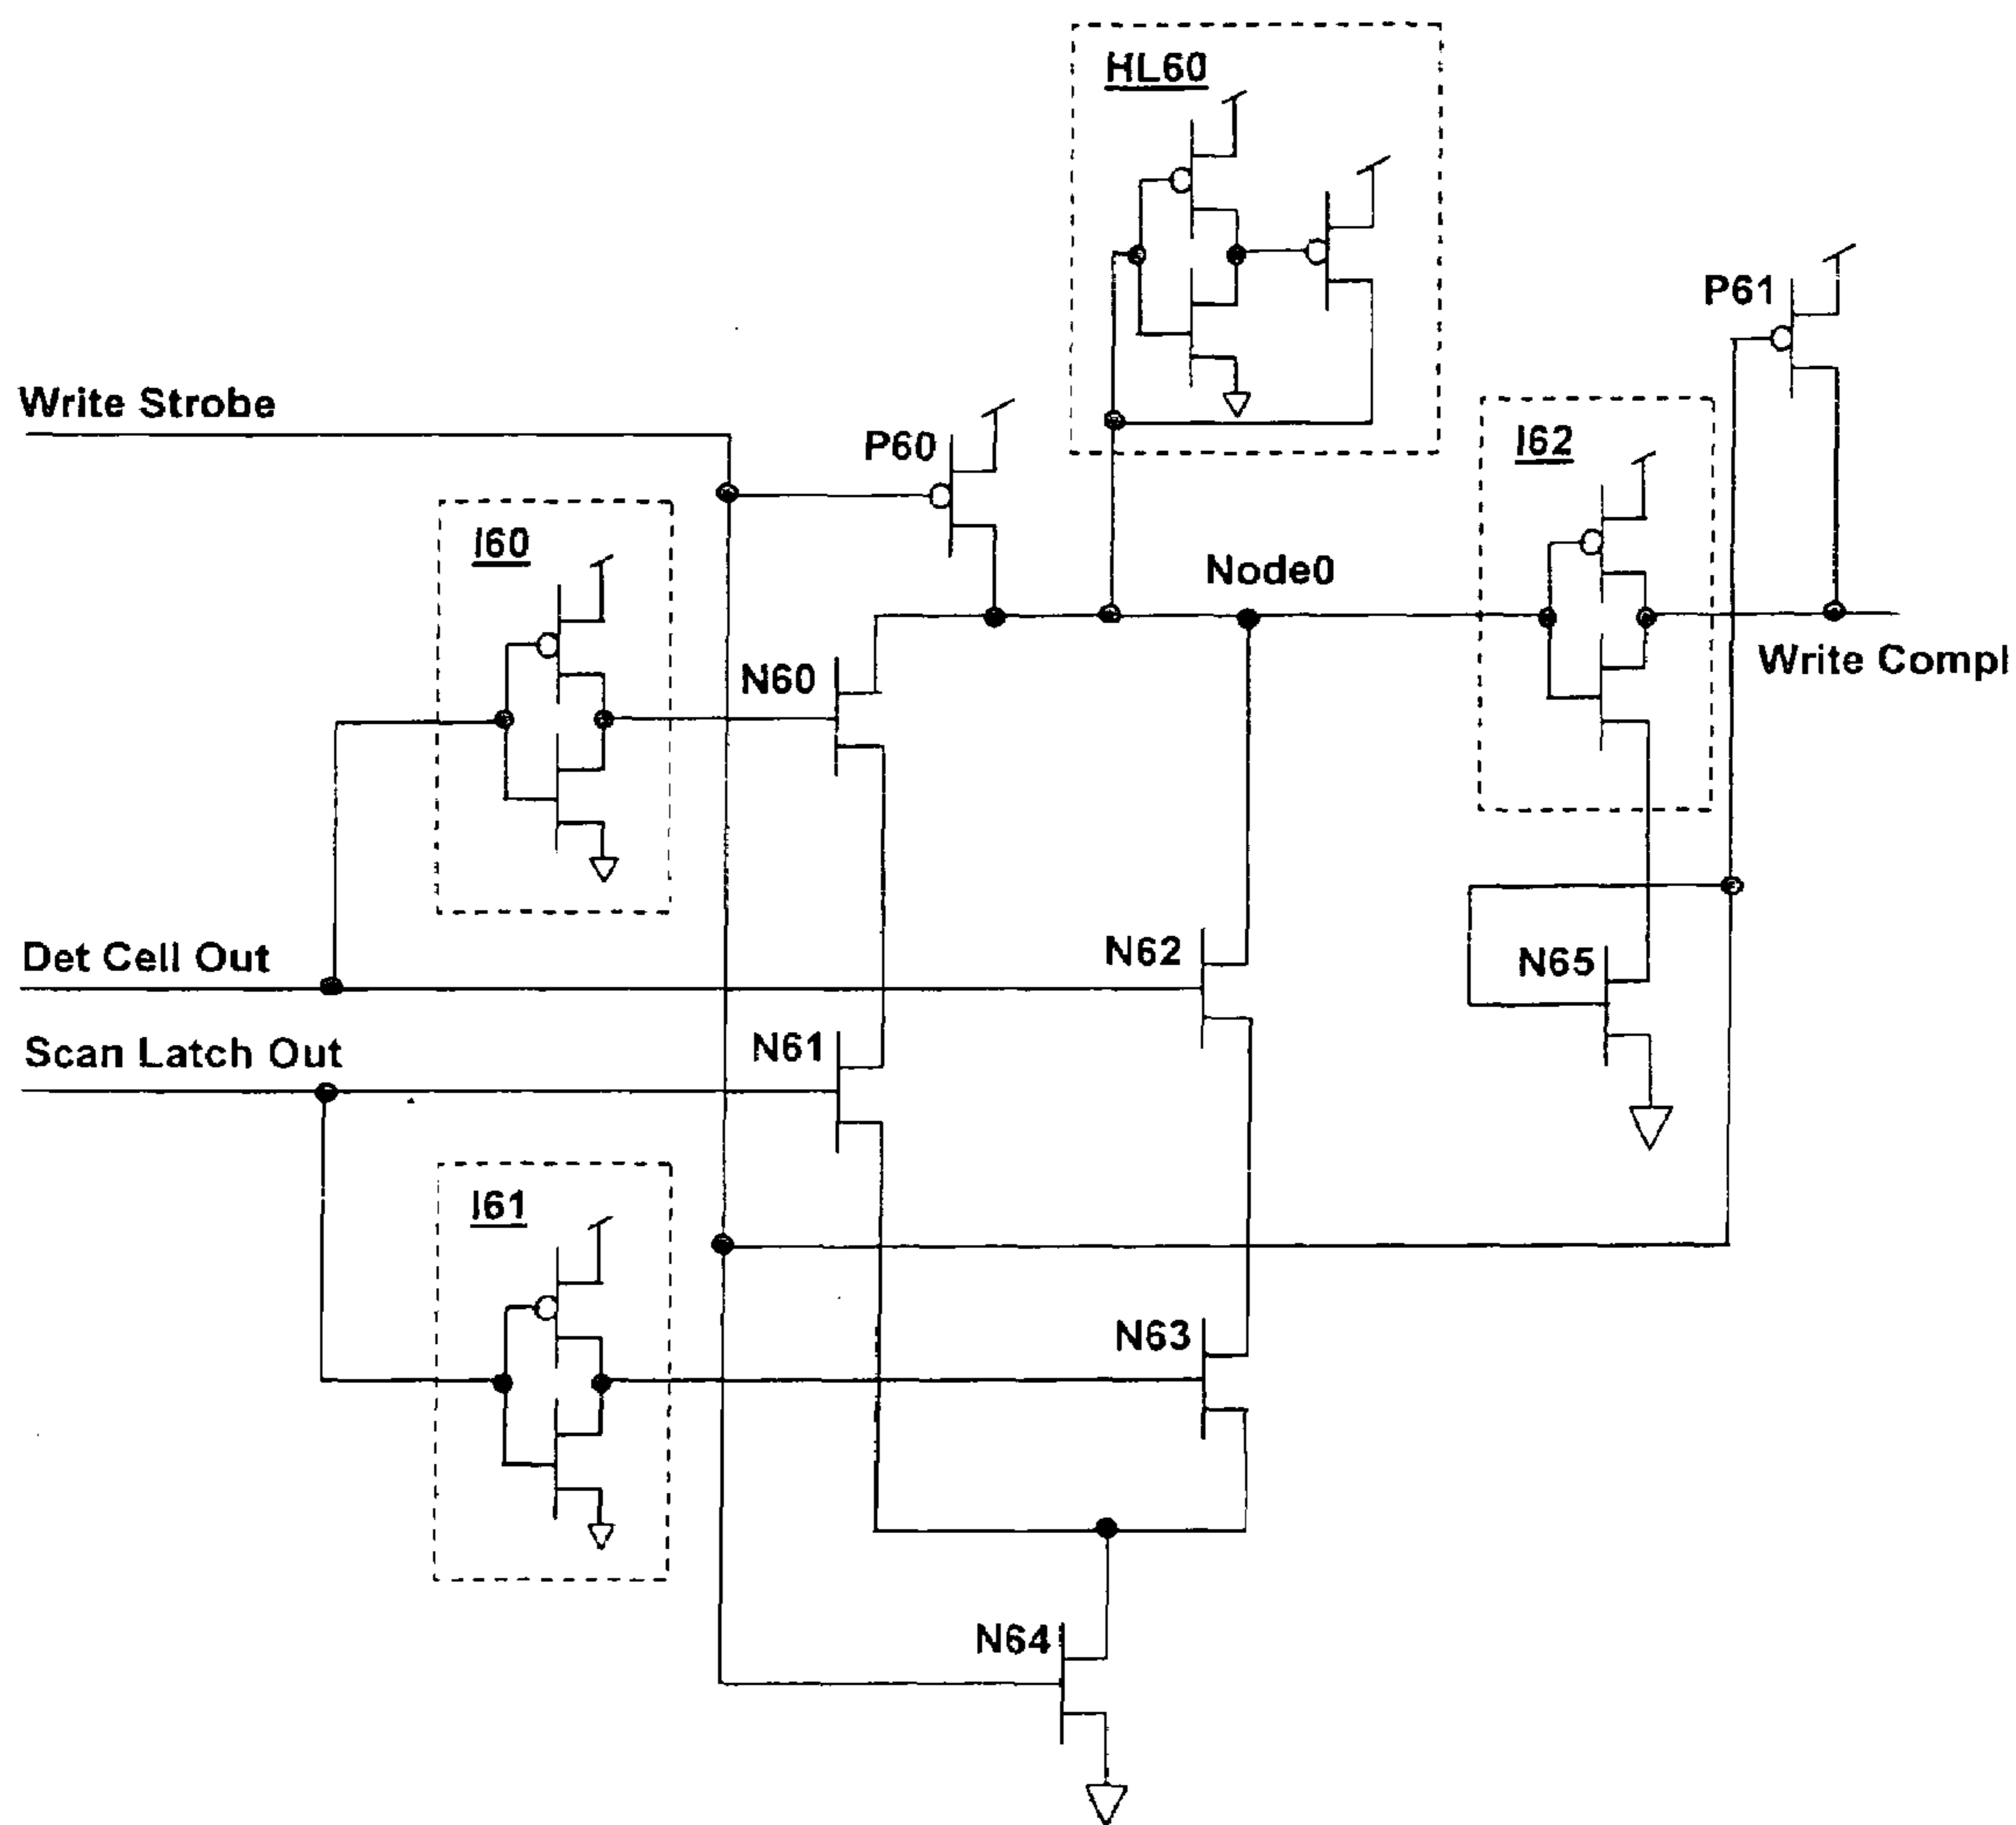 HL60
P61
Write Strobe
P60
I62
I60
Node0
Write Compl
N60
Det Cell Out
N62
N65
Scan Latch Out
N61
I61
N63
N64